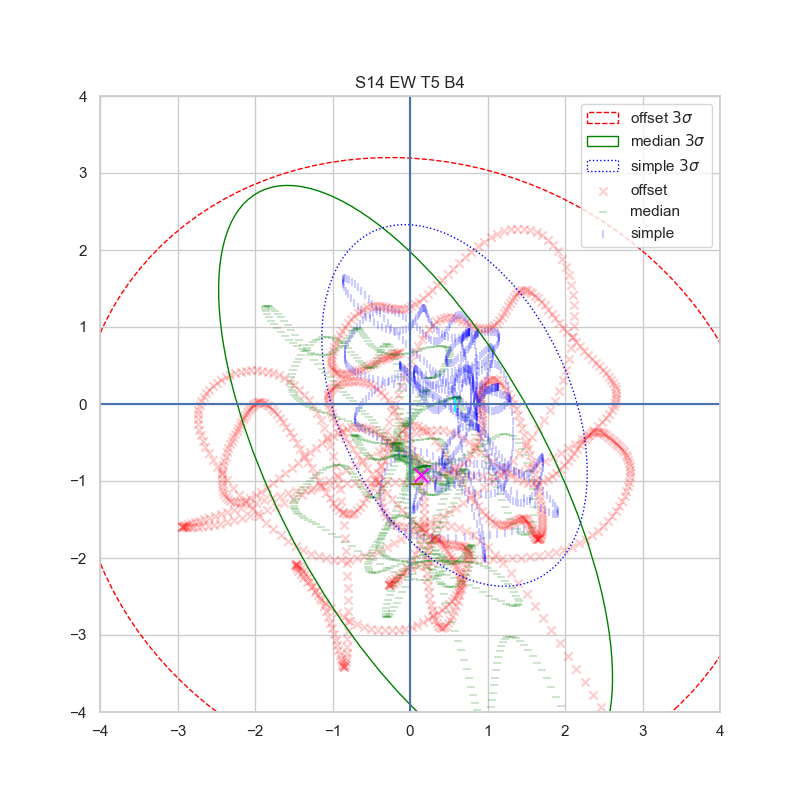 S14 EW T5 B4
offset 3σ
median 3σ
simple 3σ
offset
median
simple
4
3
2
1
0
−1
−2
−3
−4
−4 −3 −2 −1 0 1 2 3 4